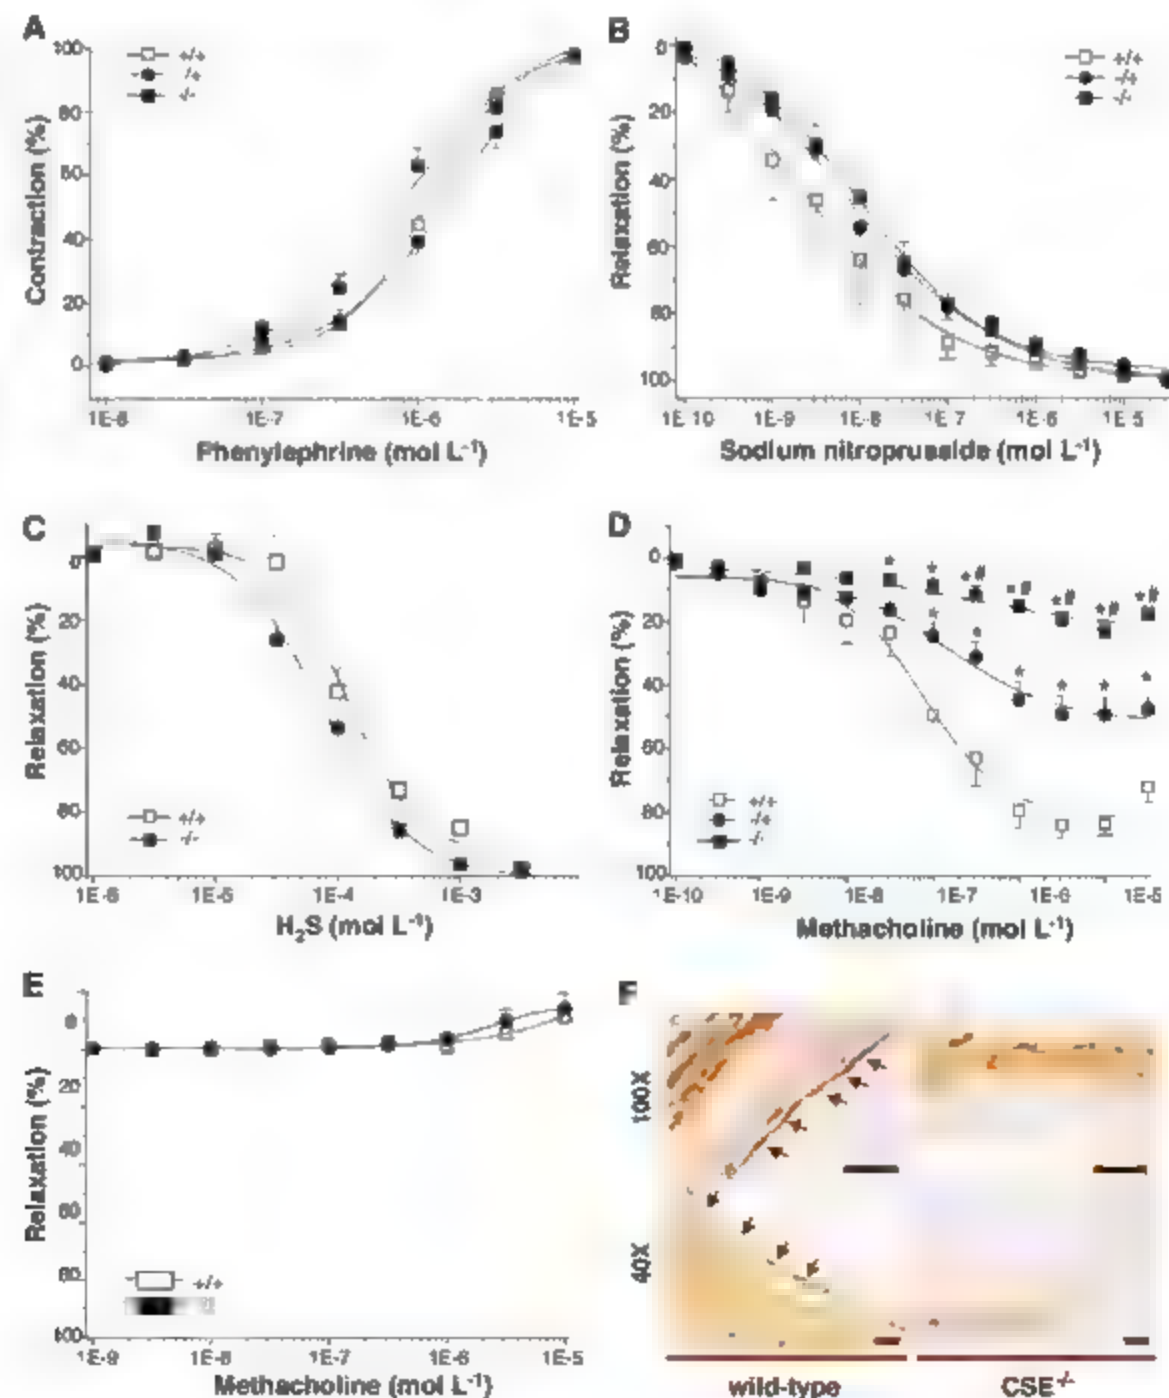 A
100
80
60
40
20
0
Contraction (%)
+/+
-/+
-/-
1E-8 1E-7 1E-6 1E-5
Phenylephrine (mol L-1)
B
0
20
40
60
80
100
Relaxation (%)
+/+
-/+
-/-
1E-10 1E-9 1E-8 1E-7 1E-6 1E-5
Sodium nitroprusside (mol L-1)
C
0
20
40
60
80
100
Relaxation (%)
+/+
-/-
1E-6 1E-5 1E-4 1E-3
H2S (mol L-1)
D
0
20
40
60
80
100
Relaxation (%)
* * *# *# *# *# *#
* * * * * *
+/+
-/+
-/-
1E-10 1E-9 1E-8 1E-7 1E-6 1E-5
Methacholine (mol L-1)
E
0
20
40
60
80
100
Relaxation (%)
+/+
1E-9 1E-8 1E-7 1E-6 1E-5
Methacholine (mol L-1)
F
100X
40X
wild-type CSE-/-